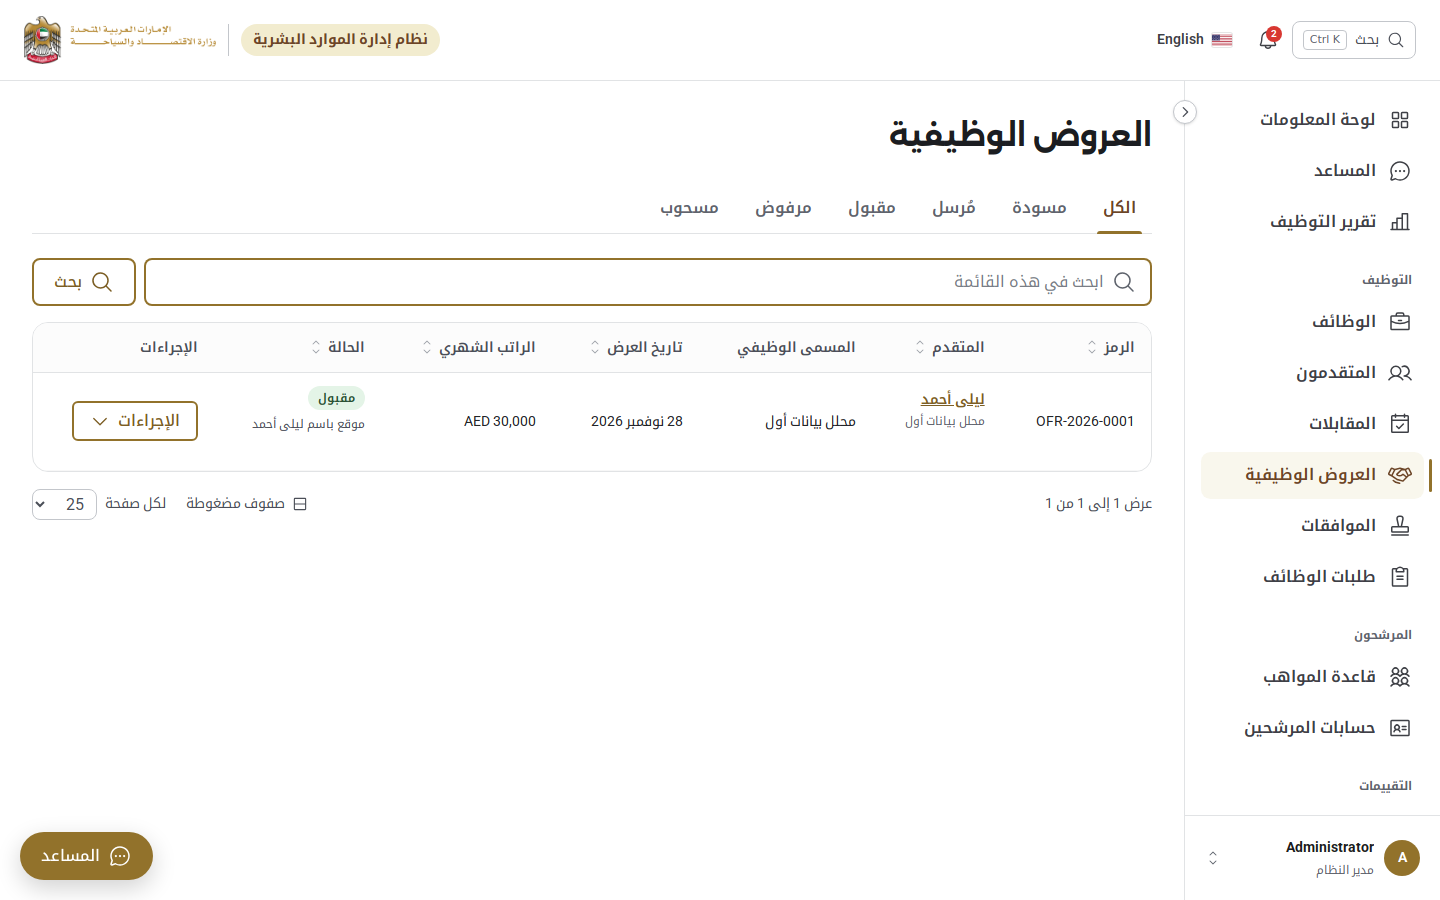 بحث Ctrl K
2
English
نظام إدارة الموارد البشرية
الإمارات العربية المتحدة
وزارة الاقتصاد والسياحة
لوحة المعلومات
المساعد
تقرير التوظيف
التوظيف
الوظائف
المتقدمون
المقابلات
العروض الوظيفية
الموافقات
طلبات الوظائف
المرشحون
قاعدة المواهب
حسابات المرشحين
التقييمات
A
Administrator
مدير النظام
العروض الوظيفية
الكل مسودة مُرسل مقبول مرفوض مسحوب
ابحث في هذه القائمة
بحث
الرمز المتقدم المسمى الوظيفي تاريخ العرض الراتب الشهري الحالة الإجراءات
OFR-2026-0001 ليلى أحمد محلل بيانات أول 28 نوفمبر 2026 AED 30,000 مقبول الإجراءات
محلل بيانات أول موقع باسم ليلى أحمد
عرض 1 إلى 1 من 1 صفوف مضغوطة لكل صفحة 25
المساعد